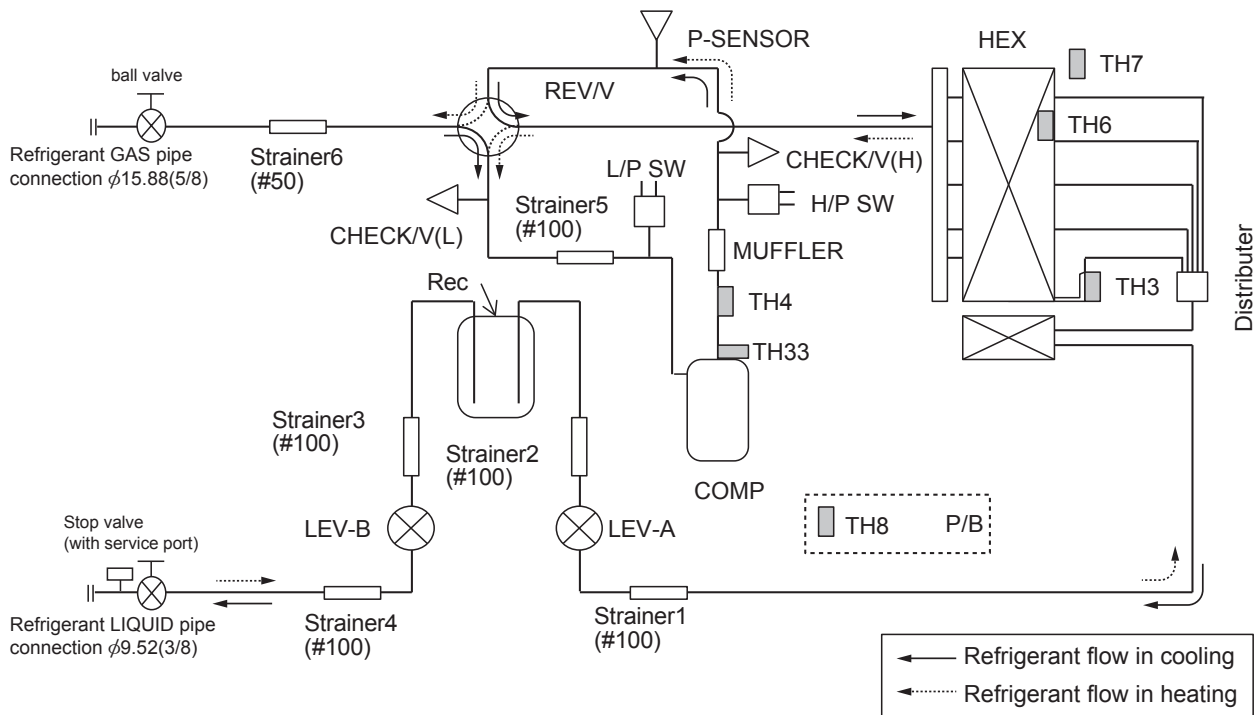 P-SENSOR
HEX
TH7
ball valve
REV/V
TH6
Refrigerant GAS pipe
connection ϕ15.88(5/8)
Strainer6
(#50)
CHECK/V(H)
L/P SW
Strainer5
(#100)
H/P SW
CHECK/V(L)
MUFFLER
Rec
TH4
TH3
Distributer
TH33
Strainer3
(#100)
Strainer2
(#100)
COMP
Stop valve
(with service port)
LEV-B
LEV-A
TH8
P/B
Refrigerant LIQUID pipe
connection ϕ9.52(3/8)
Strainer4
(#100)
Strainer1
(#100)
Refrigerant flow in cooling
Refrigerant flow in heating